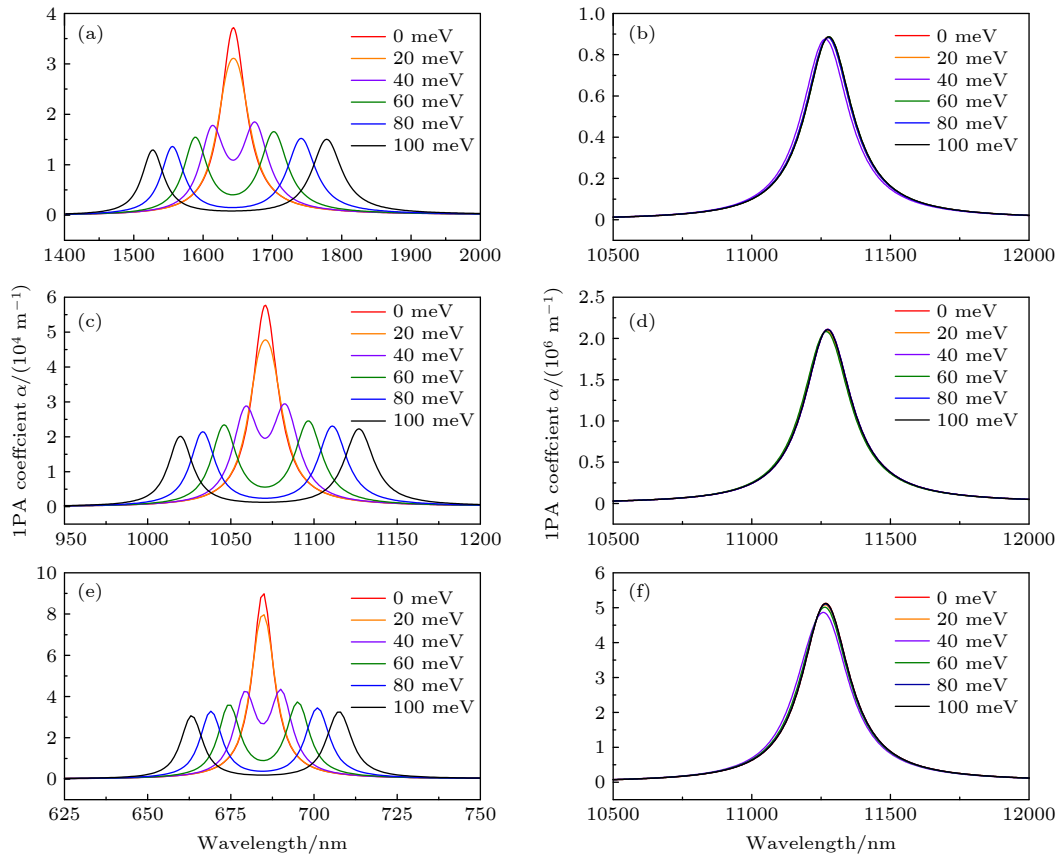 (a)
4
3
2
1
0
0 meV
20 meV
40 meV
60 meV
80 meV
100 meV
1400 1500 1600 1700 1800 1900 2000
(b)
1.0
0.8
0.6
0.4
0.2
0
0 meV
20 meV
40 meV
60 meV
80 meV
100 meV
10500 11000 11500 12000
1PA coeffcient α/(10⁴ m⁻¹)
(c)
6
5
4
3
2
1
0
0 meV
20 meV
40 meV
60 meV
80 meV
100 meV
950 1000 1050 1100 1200
1PA coeffcient α/(10⁶ m⁻¹)
(d)
2.5
2.0
1.5
1.0
0.5
0
0 meV
20 meV
40 meV
60 meV
80 meV
100 meV
10500 11000 11500 12000
(e)
10
8
6
4
2
0
0 meV
20 meV
40 meV
60 meV
80 meV
100 meV
625 650 675 700 725 750
Wavelength/nm
(f)
6
5
4
3
2
1
0
0 meV
20 meV
40 meV
60 meV
80 meV
100 meV
10500 11000 11500 12000
Wavelength/nm